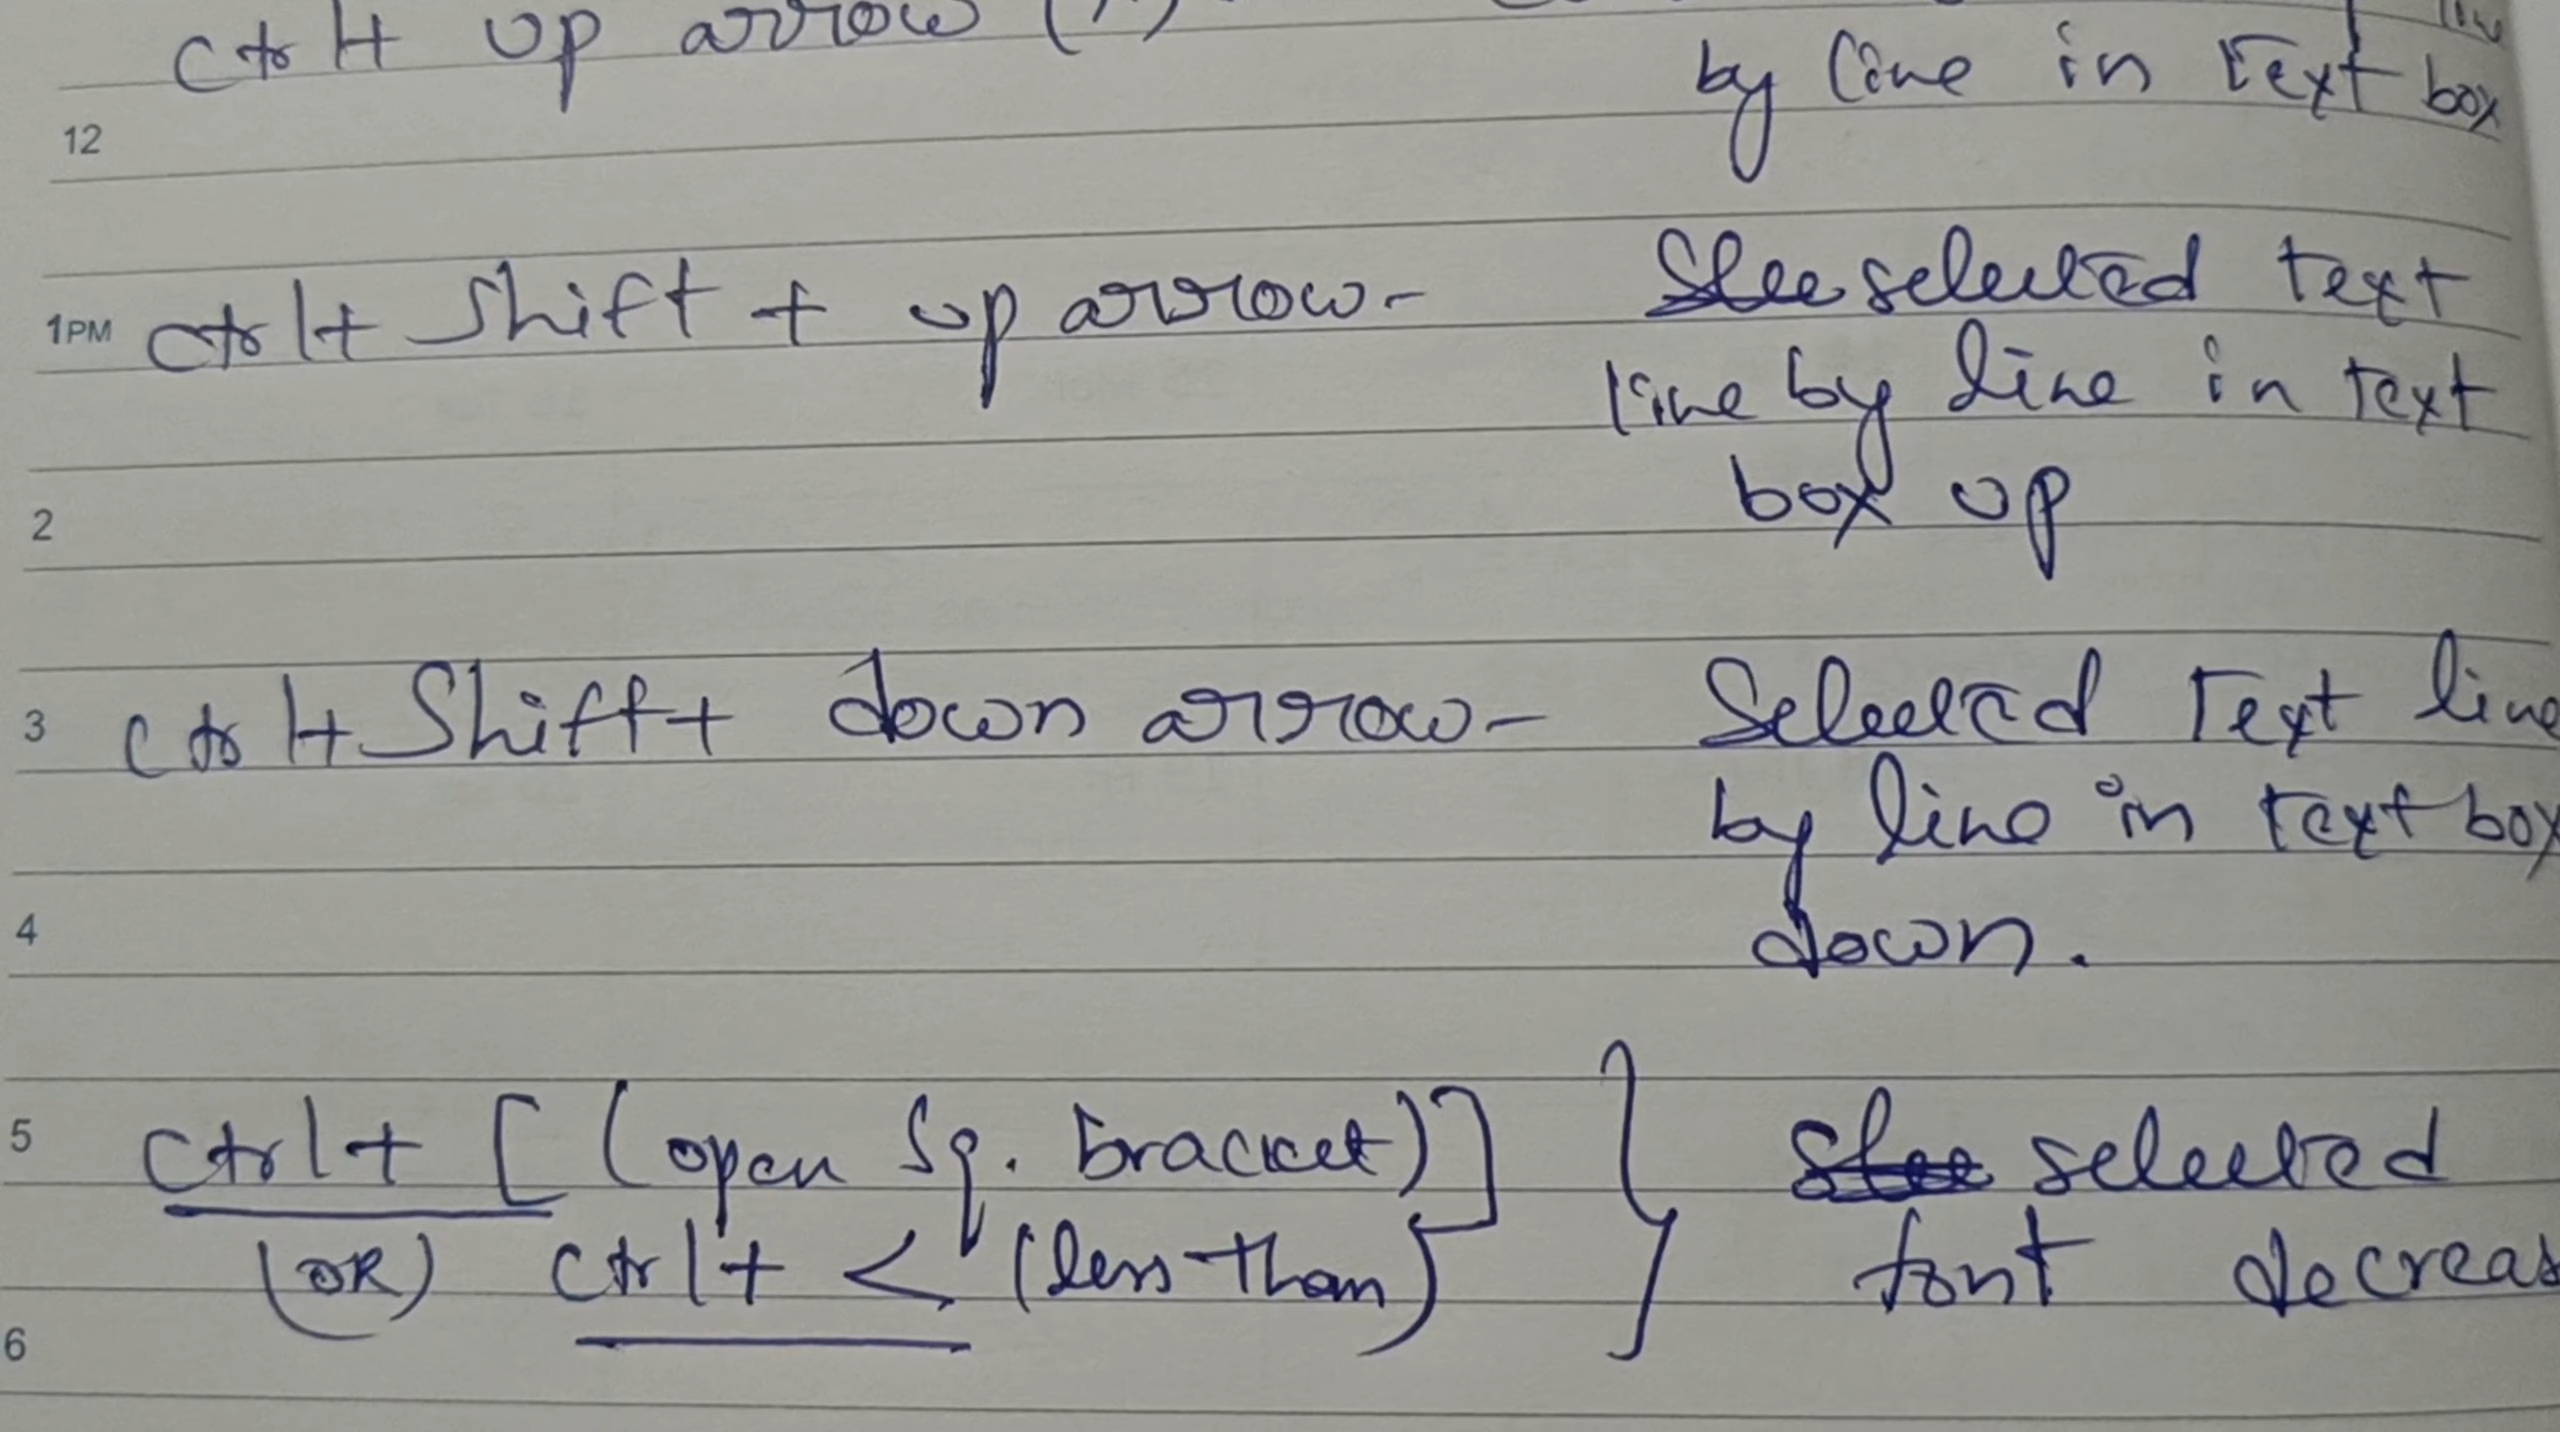 Ctrl+ up arrow (↑)
by line in Text box
12
1PM Ctrl+ Shift + up arrow - selected text
line by line in text
box up
2
3 Ctrl+ Shift + down arrow - Selected Text line
by line in text box
down.
4
5 Ctrl+ [ (open Sq. bracket)] } selected
(OR) Ctrl+ < (less than) font decreas
6